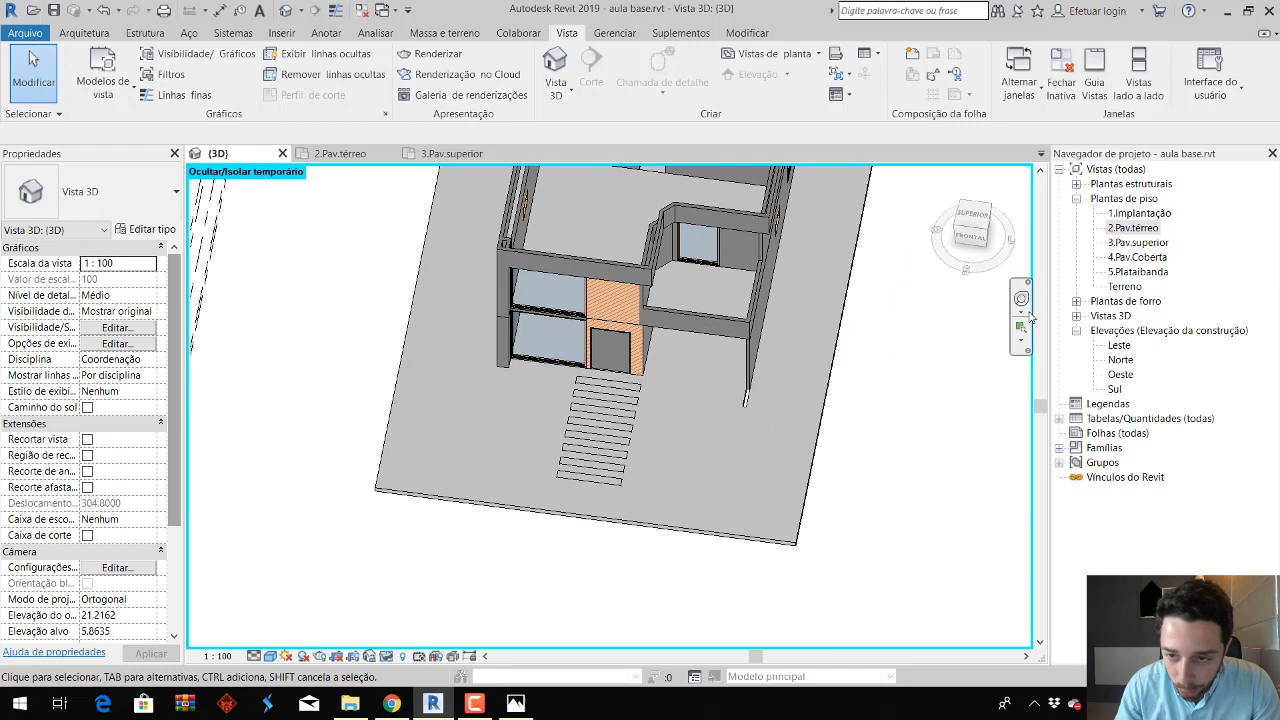 Autodesk Revit 2019 - aula base.rvt - Vista 3D: {3D}
Digite palavra-chave ou frase
Efetuar login
Arquivo
Arquitetura
Estrutura
Aço
Sistemas
Inserir
Anotar
Analisar
Massa e terreno
Colaborar
Vista
Gerenciar
Suplementos
Modificar
Modificar
Selecionar
Modelos de
vista
Visibilidade/ Gráficos
Filtros
Linhas finas
Exibir linhas ocultas
Remover linhas ocultas
Perfil de corte
Gráficos
Renderizar
Renderização no Cloud
Galeria de renderizações
Apresentação
Vista
3D
Corte
Chamada de detalhe
Vistas de planta
Elevação
Criar
Composição da folha
Alternar
janelas
Fechar
Inativa
Guia
Vistas
Vistas
lado a lado
Janelas
Interface do
usuário
Propriedades
{3D}
2.Pav.térreo
3.Pav.superior
Navegador de projeto - aula base.rvt
Vista 3D
Vista 3D: {3D}
Editar tipo
Gráficos
Escala da vista
1 : 100
Valor de escal...
100
Nível de detal...
Médio
Visibilidade d...
Mostrar original
Visibilidade/S...
Editar...
Opções de exi...
Editar...
Disciplina
Coordenação
Mostrar linhas ...
Por disciplina
Estilo de exibi...
Nenhum
Caminho do sol
Extensões
Recortar vista
Região de rec...
Recorte de an...
Recorte afasta...
Deslocamento...
304.8000
Caixa de esco...
Nenhum
Caixa de corte
Câmera
Configurações...
Editar...
Orientação bl...
Modo de proj...
Ortogonal
Elevação do o...
21.2162
Elevação alvo
5.8635
Ajuda de propriedades
Aplicar
Ocultar/Isolar temporário
SUPERIOR
FRONTAL
Vistas (todas)
Plantas estruturais
Plantas de piso
1.Implantação
2.Pav.térreo
3.Pav.superior
4.Pav.Coberta
5.Plataibanda
Terreno
Plantas de forro
Vistas 3D
Elevações (Elevação da construção)
Leste
Norte
Oeste
Sul
Legendas
Tabelas/Quantidades (todas)
Folhas (todas)
Famílias
Grupos
Vínculos do Revit
1 : 100
Clique para selecionar, TAB para alternativas, CTRL adiciona, SHIFT cancela a seleção.
:0
Modelo principal